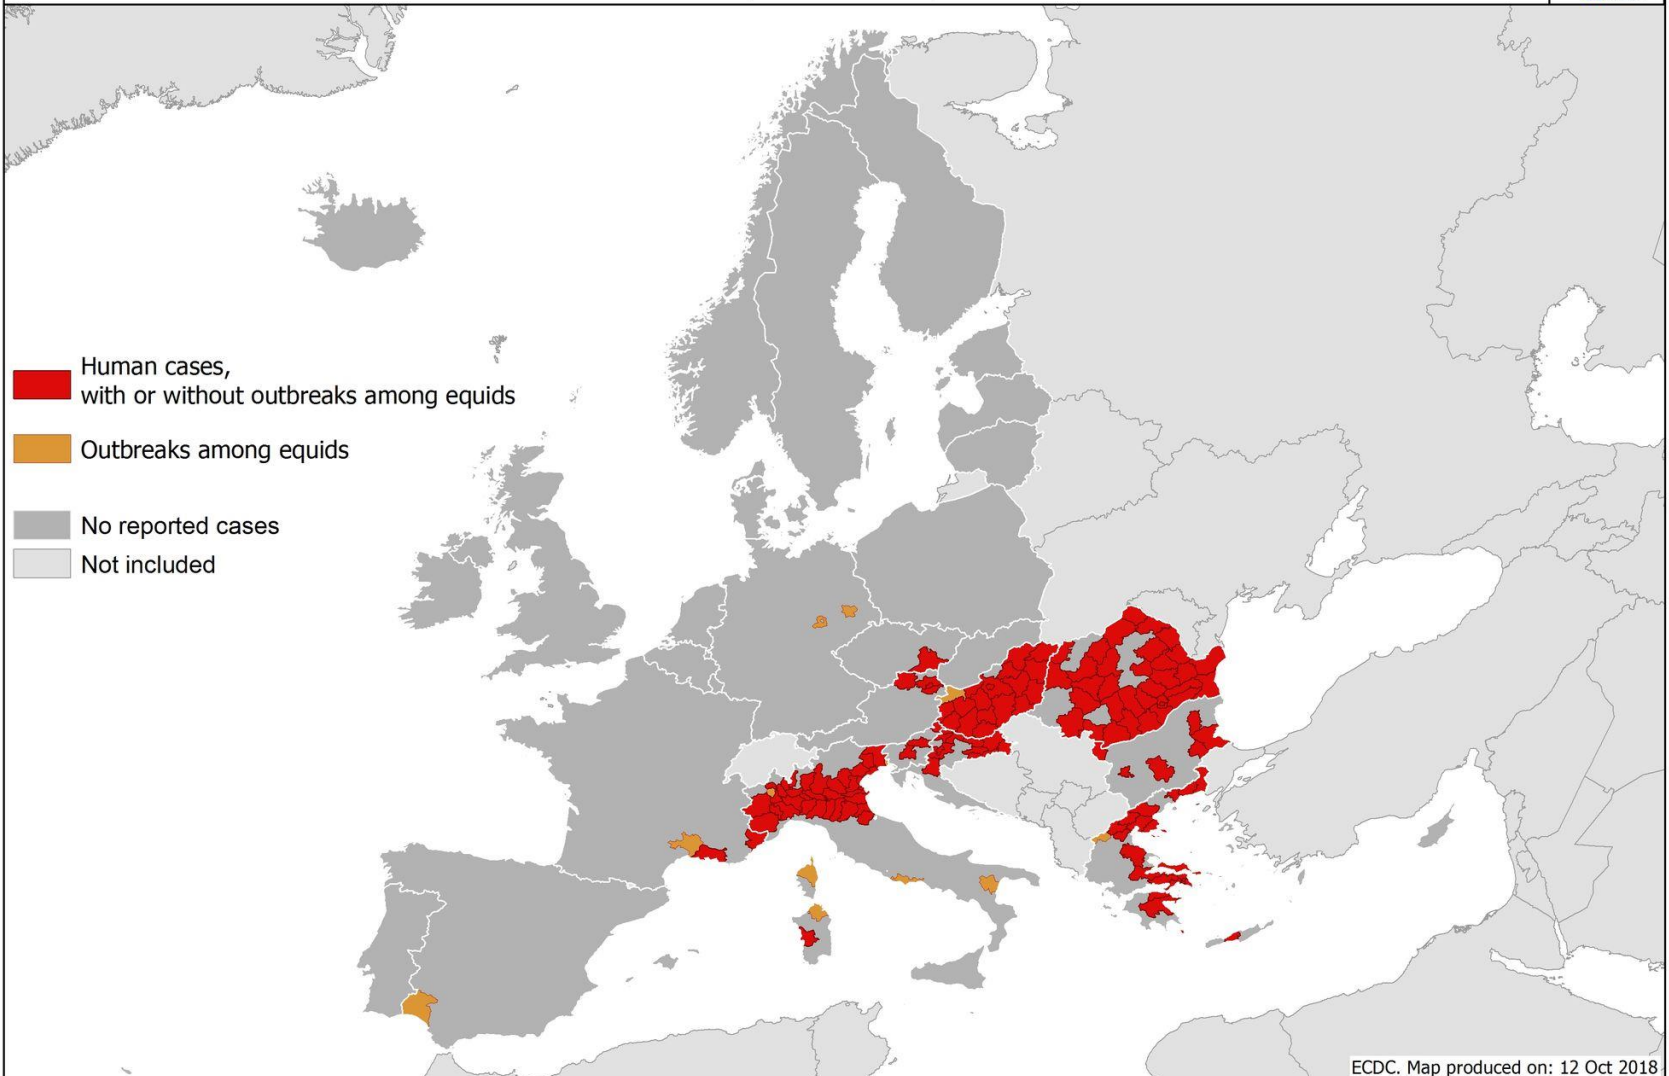 Human cases,
with or without outbreaks among equids
Outbreaks among equids
No reported cases
Not included
ECDC. Map produced on: 12 Oct 2018